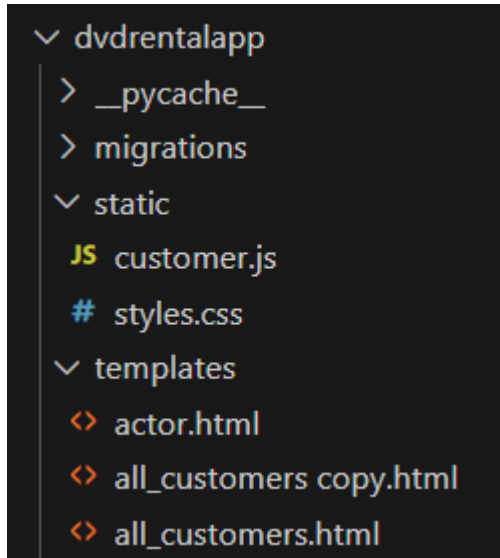 dvdrentalapp
__pycache__
migrations
static
JS customer.js
# styles.css
templates
<> actor.html
<> all_customers copy.html
<> all_customers.html